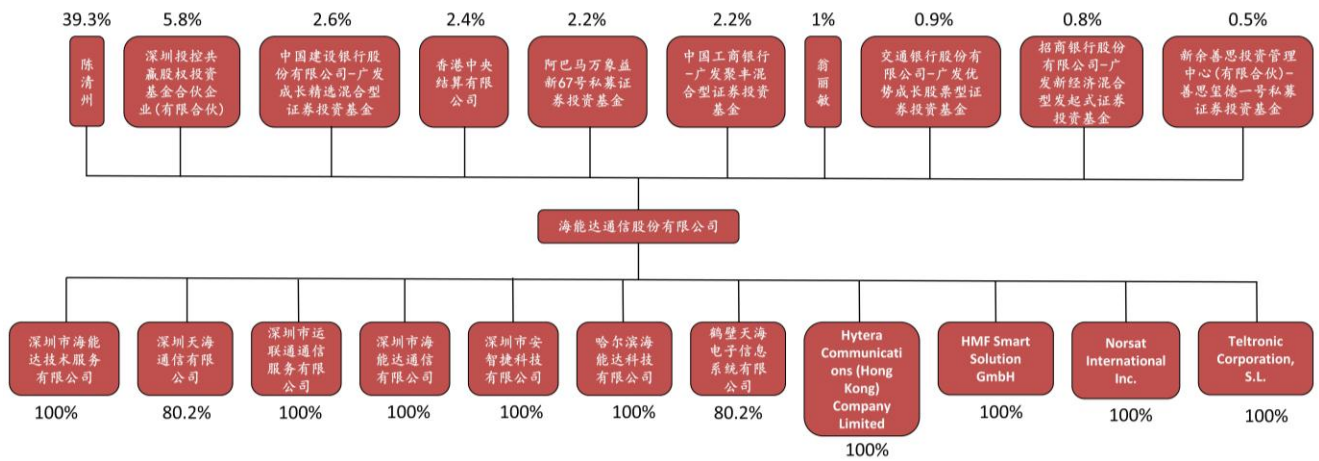 39.3%
5.8%
2.6%
2.4%
2.2%
2.2%
1%
0.9%
0.8%
0.5%
陈
清
州
深圳投控共
赢股权投资
基金合伙企
业(有限合伙)
中国建设银行股
份有限公司-广发
成长精选混合型
证券投资基金
香港中央
结算有限
公司
阿巴马万象益
新67号私募证
券投资基金
中国工商银行
-广发聚丰混
合型证券投资
基金
翁
丽
敏
交通银行股份有
限公司-广发优
势成长股票型证
券投资基金
招商银行股份
有限公司-广
发新经济混合
型发起式证券
投资基金
新余善思投资管理
中心(有限合伙)-
善思玺德一号私募
证券投资基金
海能达通信股份有限公司
深圳市海能
达技术服务
有限公司
100%
深圳天海
通信有限
公司
80.2%
深圳市运
联通通信
服务有限
公司
100%
深圳市海
能达通信
有限公司
100%
深圳市安
智捷科技
有限公司
100%
哈尔滨海
能达科技
有限公司
100%
鹤壁天海
电子信息
系统有限
公司
80.2%
Hytera
Communicati
ons (Hong
Kong)
Company
Limited
100%
HMF Smart
Solution
GmbH
100%
Norsat
International
Inc.
100%
Teltronic
Corporation,
S.L.
100%